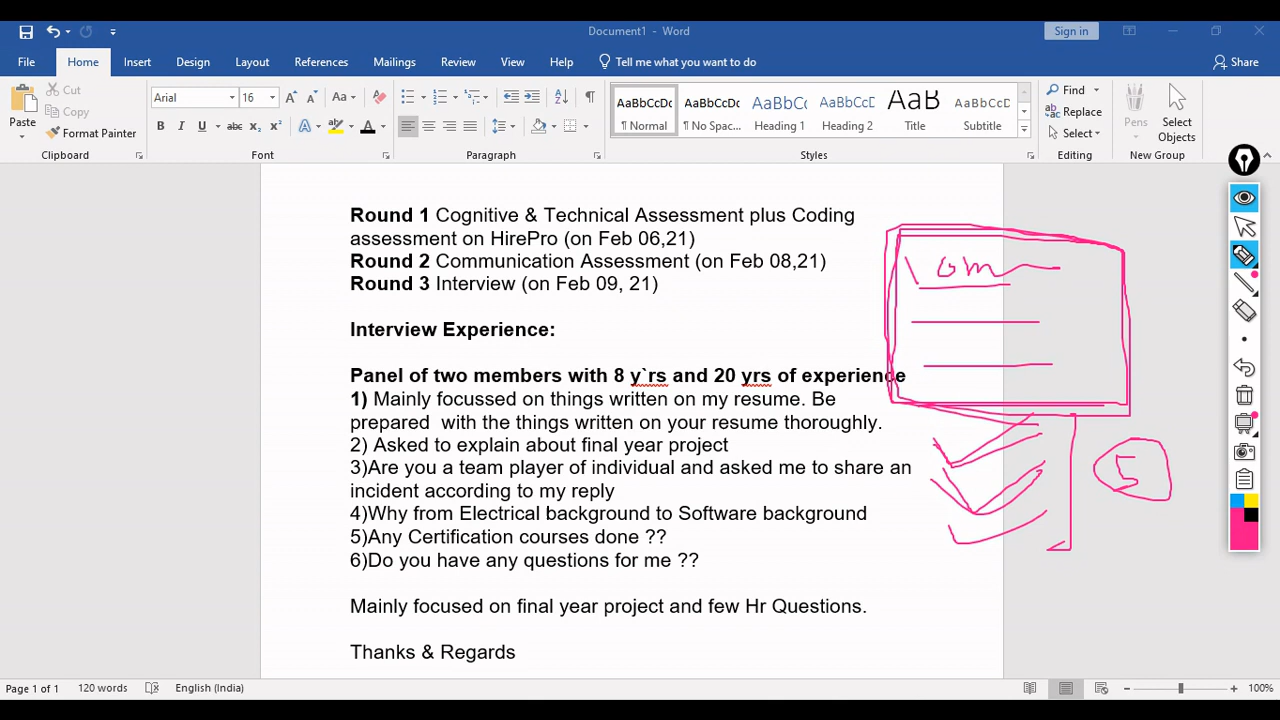 Document1 - Word
Sign in
File Home Insert Design Layout References Mailings Review View Help Tell me what you want to do Share
Paste
Cut
Copy
Format Painter
Clipboard
Arial 16
Font
Paragraph
AaBbCcDc AaBbCcDc AaBbCc AaBbCcC AaB AaBbCcD
¶ Normal ¶ No Spac... Heading 1 Heading 2 Title Subtitle
Styles
Find
Replace
Select
Editing
Pens Select Objects
New Group
Round 1 Cognitive & Technical Assessment plus Coding
assessment on HirePro (on Feb 06,21)
Round 2 Communication Assessment (on Feb 08,21)
Round 3 Interview (on Feb 09, 21)
Interview Experience:
Panel of two members with 8 y`rs and 20 yrs of experience
1) Mainly focussed on things written on my resume. Be
prepared with the things written on your resume thoroughly.
2) Asked to explain about final year project
3)Are you a team player of individual and asked me to share an
incident according to my reply
4)Why from Electrical background to Software background
5)Any Certification courses done ??
6)Do you have any questions for me ??
Mainly focused on final year project and few Hr Questions.
Thanks & Regards
5
Page 1 of 1 120 words English (India) 100%